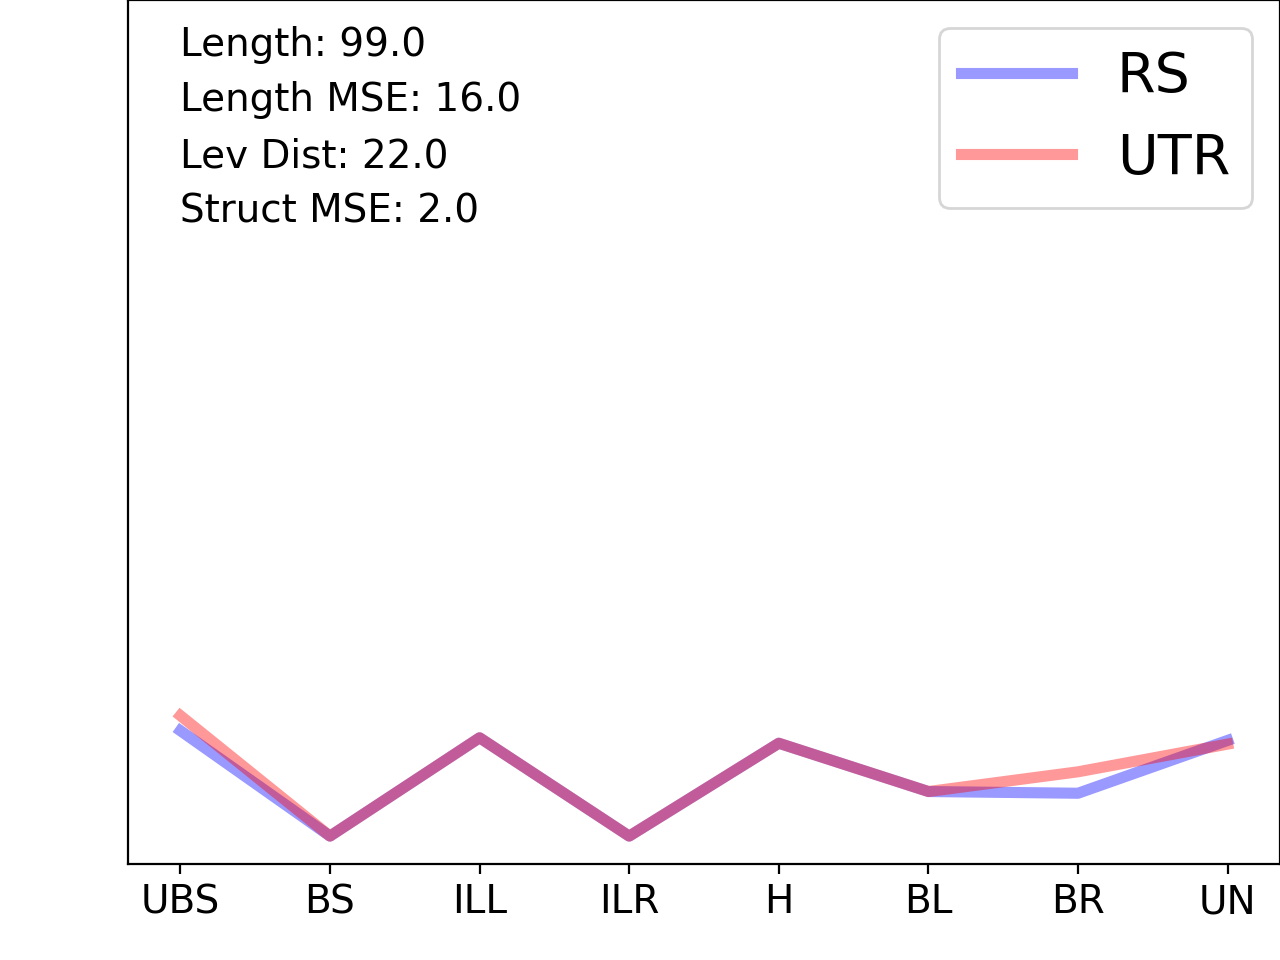 Length: 99.0
Length MSE: 16.0
Lev Dist: 22.0
Struct MSE: 2.0
RS
UTR
UBS BS ILL ILR H BL BR UN